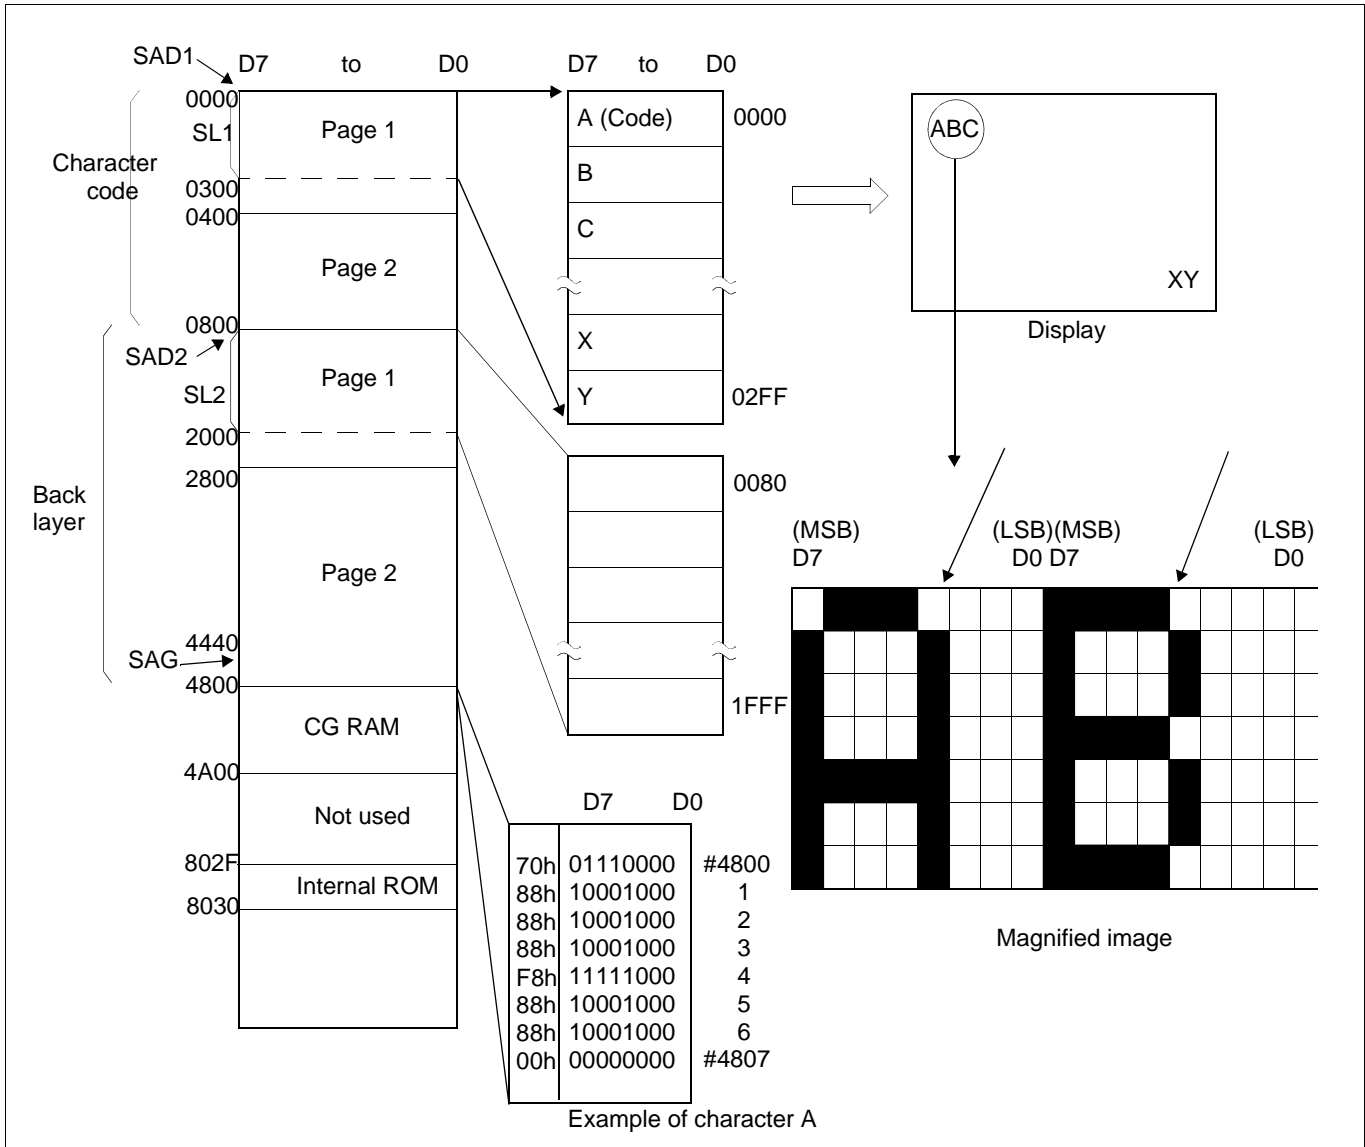 SAD1
D7 to D0
D7 to D0
0000
SL1
Page 1
Character
code
0300
0400
Page 2
0800
SAD2
Page 1
SL2
2000
2800
Back
layer
Page 2
4440
SAG
4800
CG RAM
4A00
Not used
802F
Internal ROM
8030
A (Code)
0000
B
C
X
Y
02FF
0080
1FFF
ABC
XY
Display
(MSB)
D7
(LSB)(MSB)
D0 D7
(LSB)
D0
Magnified image
D7 D0
70h 01110000 #4800
88h 10001000 1
88h 10001000 2
88h 10001000 3
F8h 11111000 4
88h 10001000 5
88h 10001000 6
00h 00000000 #4807
Example of character A